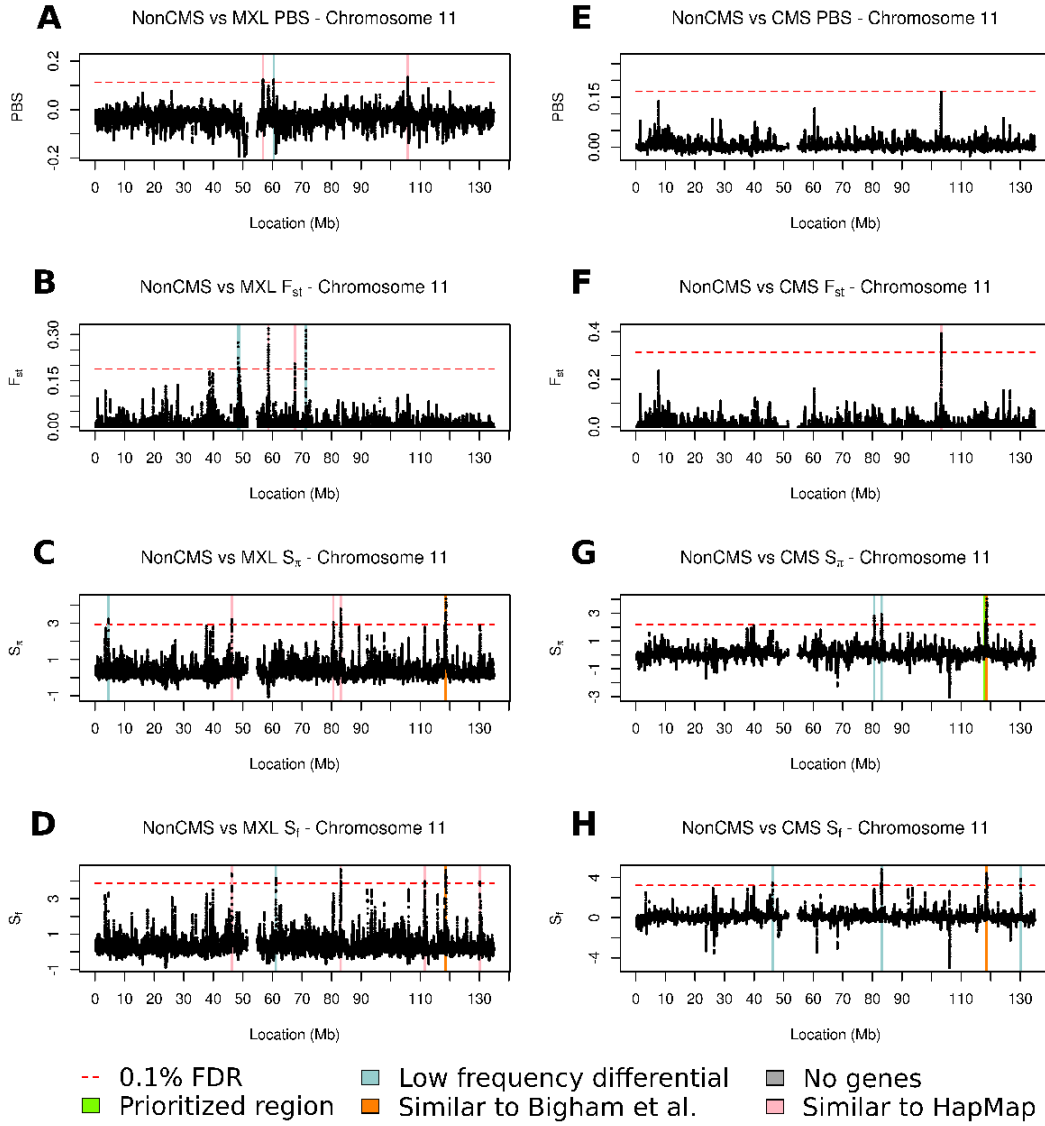 A NonCMS vs MXL PBS - Chromosome 11
PBS
0.2
0.0
-0.2
0 10 20 30 40 50 60 70 80 90 110 130
Location (Mb)
B NonCMS vs MXL Fst - Chromosome 11
Fst
0.30
0.15
0.00
0 10 20 30 40 50 60 70 80 90 110 130
Location (Mb)
C NonCMS vs MXL Sπ - Chromosome 11
Sπ
3
1
-1
0 10 20 30 40 50 60 70 80 90 110 130
Location (Mb)
D NonCMS vs MXL Sf - Chromosome 11
Sf
3
1
-1
0 10 20 30 40 50 60 70 80 90 110 130
Location (Mb)
E NonCMS vs CMS PBS - Chromosome 11
PBS
0.15
0.00
0 10 20 30 40 50 60 70 80 90 110 130
Location (Mb)
F NonCMS vs CMS Fst - Chromosome 11
Fst
0.4
0.2
0
0 10 20 30 40 50 60 70 80 90 110 130
Location (Mb)
G NonCMS vs CMS Sπ - Chromosome 11
Sπ
3
1
-1
-3
0 10 20 30 40 50 60 70 80 90 110 130
Location (Mb)
H NonCMS vs CMS Sf - Chromosome 11
Sf
4
0
-4
0 10 20 30 40 50 60 70 80 90 110 130
Location (Mb)
0.1% FDR Low frequency differential No genes
Prioritized region Similar to Bigham et al. Similar to HapMap